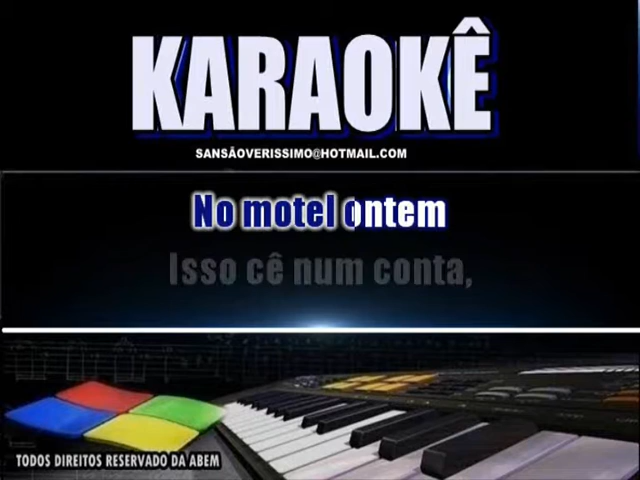 KARAOKÊ
SANSÃOVERISSIMO@HOTMAIL.COM
No motel ontem
Isso cê num conta,
TODOS DIREITOS RESERVADO DA ABEM